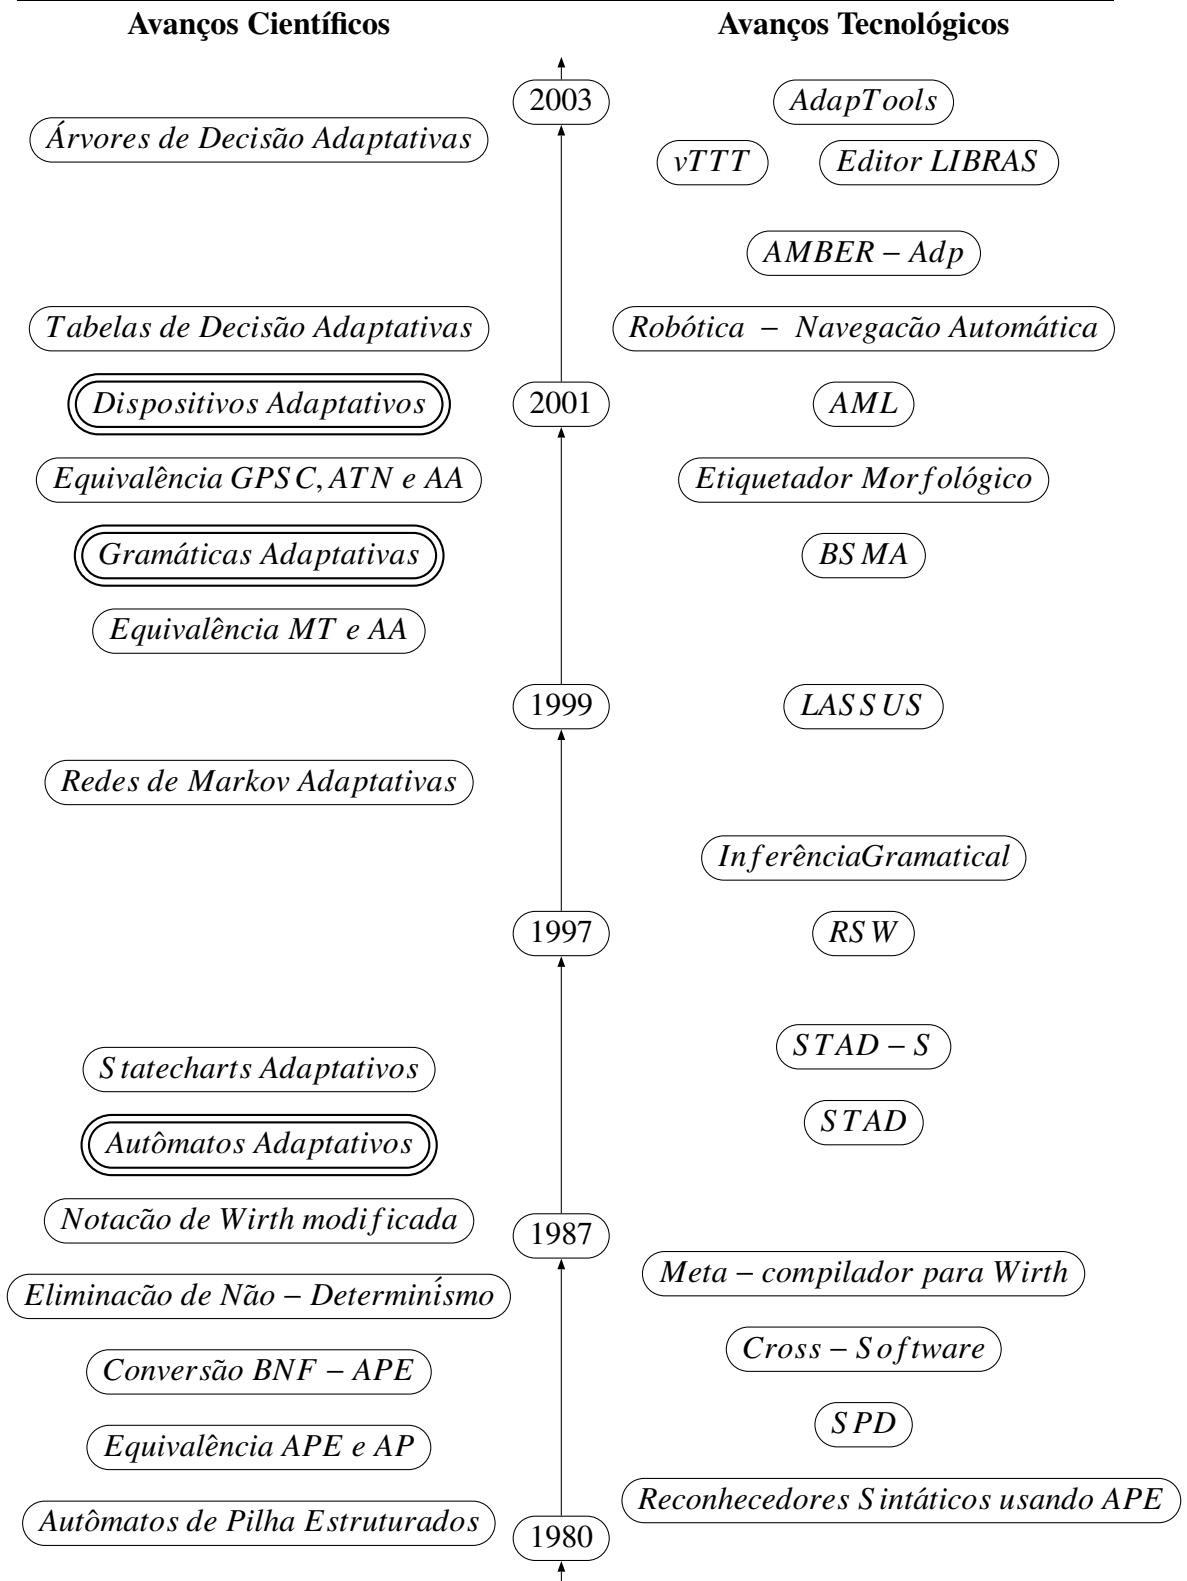 Avanços Científicos
Avanços Tecnológicos
2003
AdapTools
Árvores de Decisão Adaptativas
vTTT
Editor LIBRAS
AMBER – Adp
Tabelas de Decisão Adaptativas
Robótica – Navegacão Automática
Dispositivos Adaptativos
2001
AML
Equivalência GPSC, ATN e AA
Etiquetador Morfológico
Gramáticas Adaptativas
BSMA
Equivalência MT e AA
1999
LASSUS
Redes de Markov Adaptativas
InferênciaGramatical
1997
RSW
STAD – S
Statecharts Adaptativos
STAD
Autômatos Adaptativos
Notacão de Wirth modificada
1987
Meta – compilador para Wirth
Eliminacão de Não – Determinísmo
Cross – Software
Conversão BNF – APE
SPD
Equivalência APE e AP
Reconhecedores Sintáticos usando APE
Autômatos de Pilha Estruturados
1980